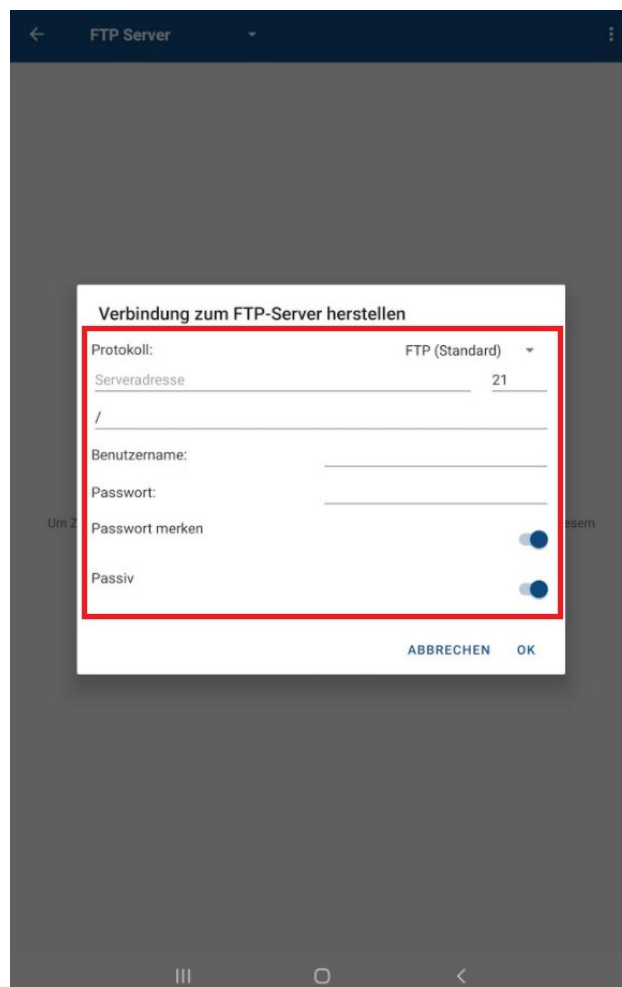 FTP Server
Verbindung zum FTP-Server herstellen
Protokoll: FTP (Standard)
Serveradresse 21
/
Benutzername:
Passwort:
Um
Passwort merken
Passiv
ABBRECHEN OK